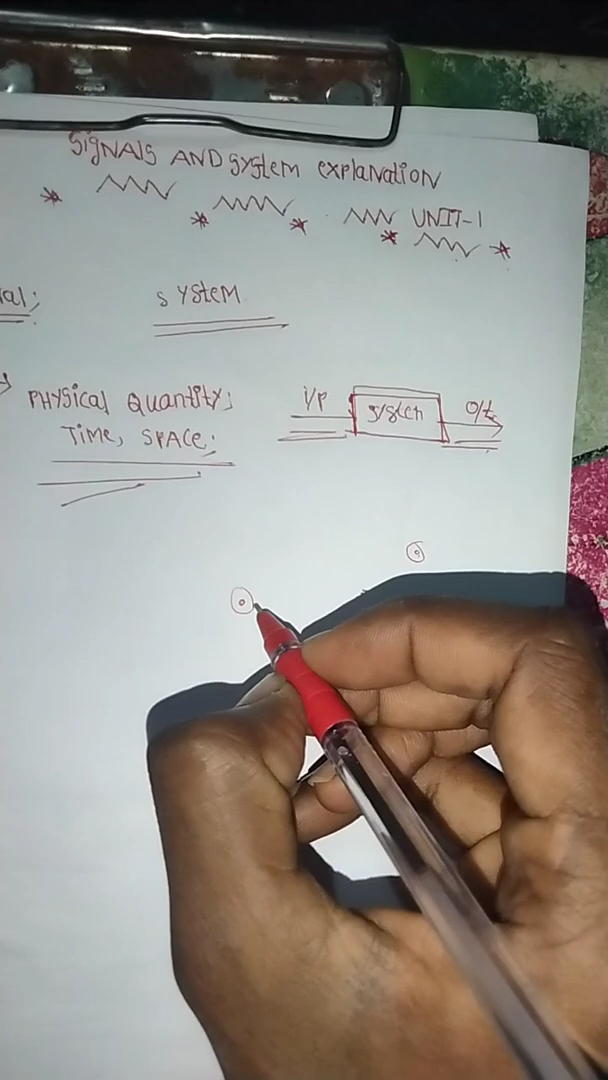 SigNAlS AND system explanation
UNIT-1
system
PHYSical Quantity;
i/p
system
TiMe, SPACe.